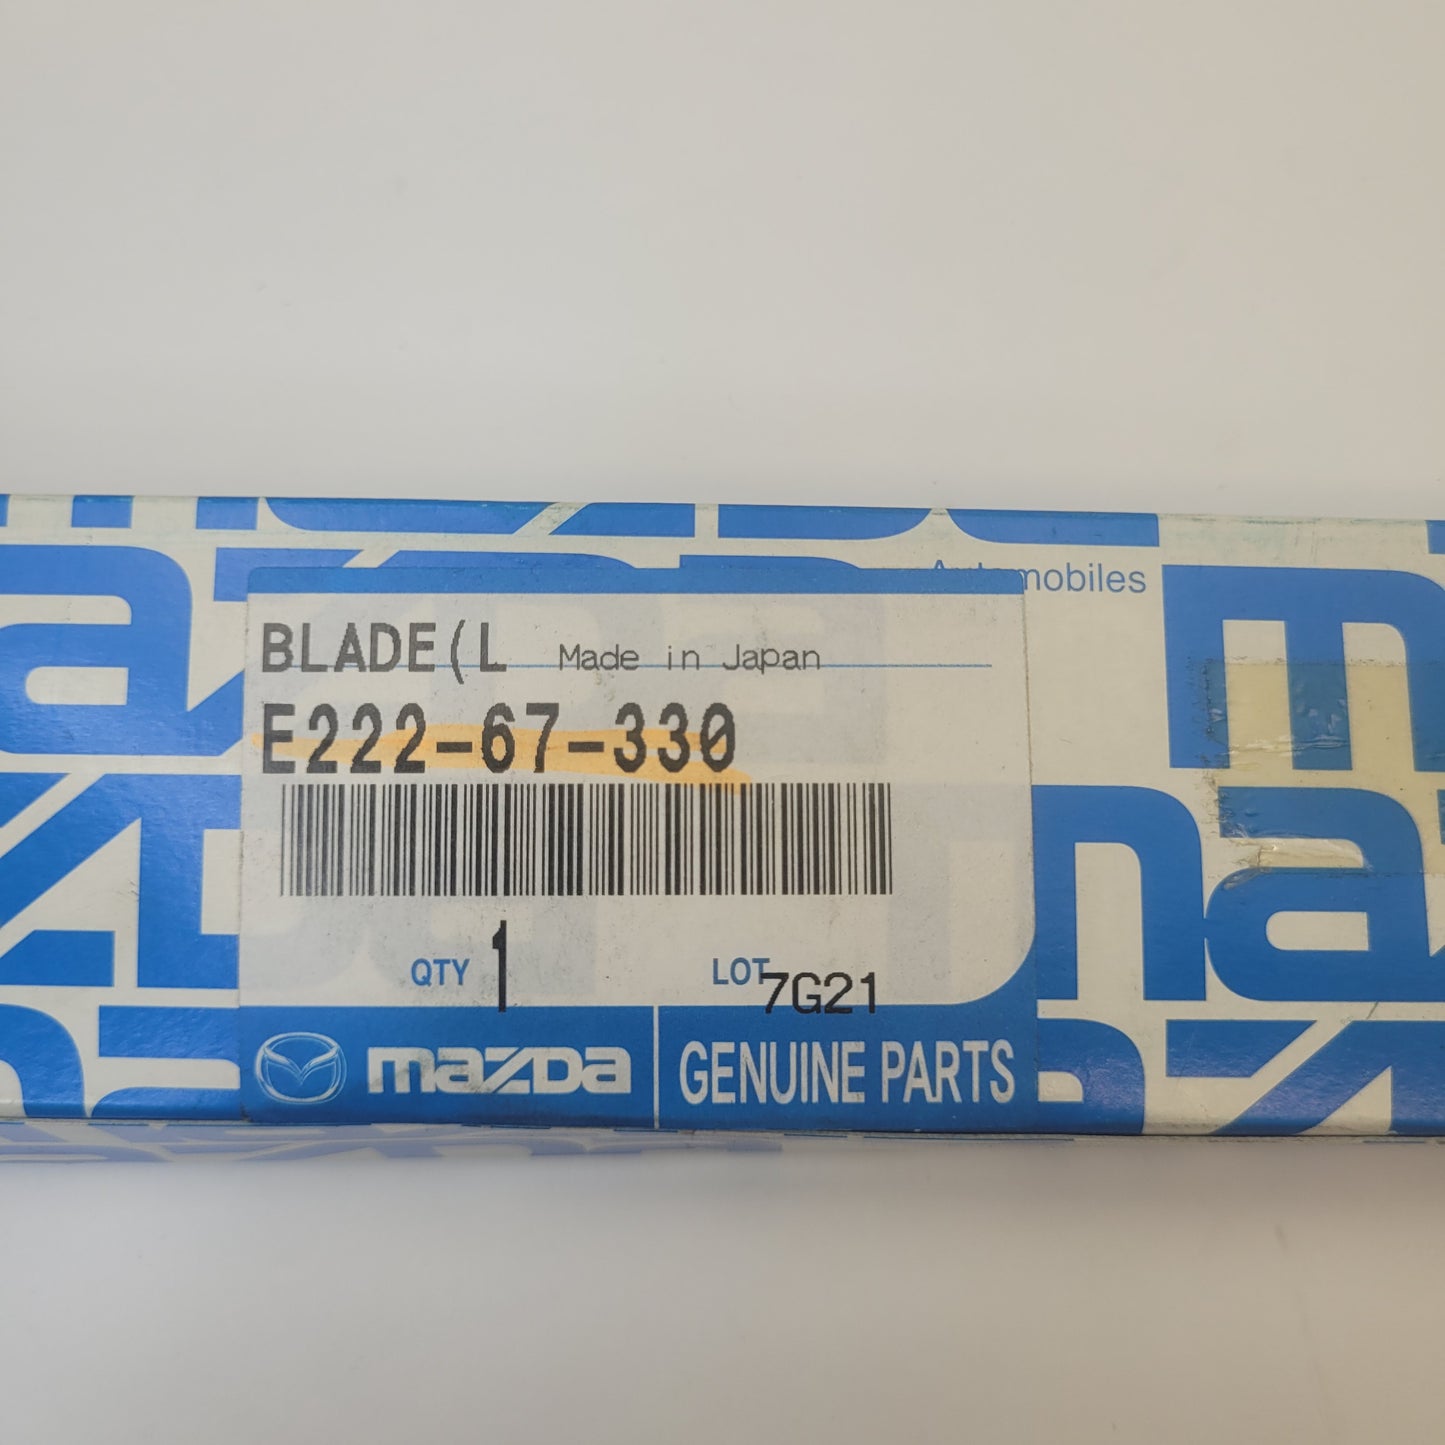 Automobiles
BLADE(L Made in Japan
E222-67-330
QTY 1 LOT 7G21
mazda GENUINE PARTS